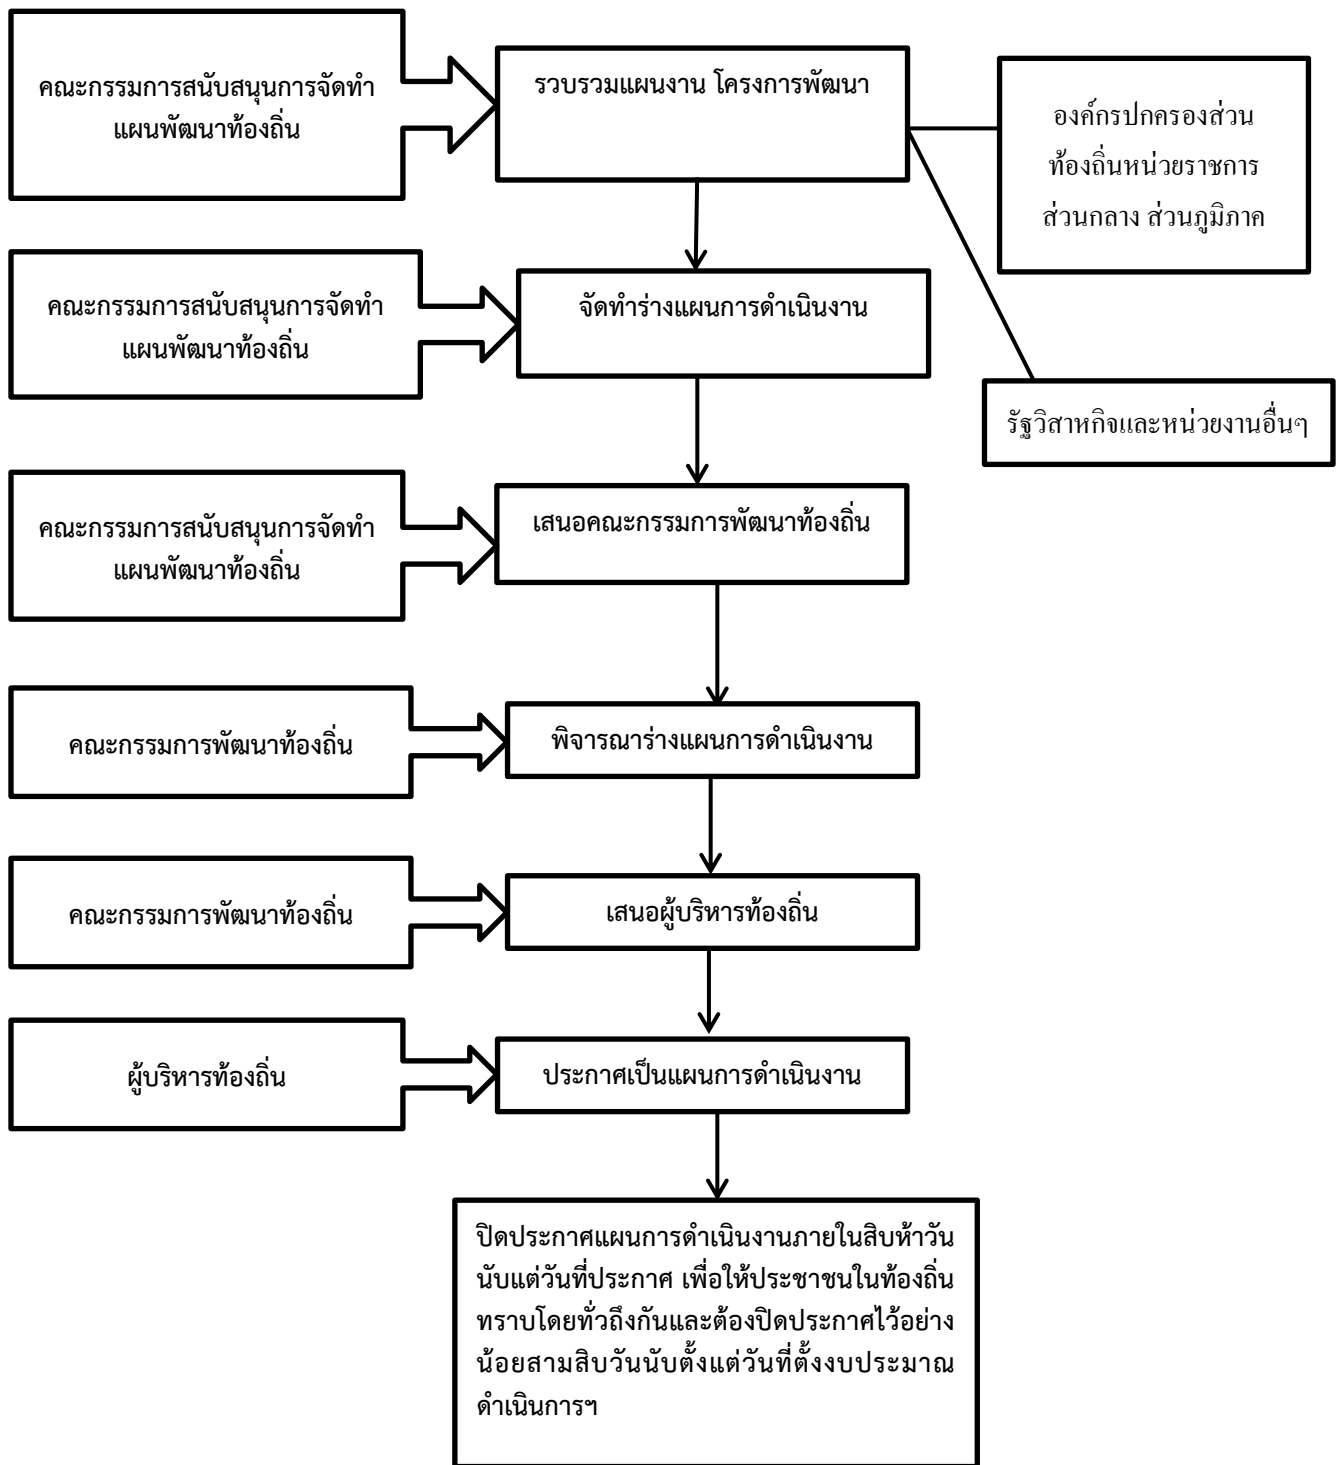 คณะกรรมการสนับสนุนการจัดทำ
แผนพัฒนาท้องถิ่น
รวบรวมแผนงาน โครงการพัฒนา
องค์กรปกครองส่วน
ท้องถิ่นหน่วยราชการ
ส่วนกลาง ส่วนภูมิภาค
คณะกรรมการสนับสนุนการจัดทำ
แผนพัฒนาท้องถิ่น
จัดทำร่างแผนการดำเนินงาน
รัฐวิสาหกิจและหน่วยงานอื่นๆ
คณะกรรมการสนับสนุนการจัดทำ
แผนพัฒนาท้องถิ่น
เสนอคณะกรรมการพัฒนาท้องถิ่น
คณะกรรมการพัฒนาท้องถิ่น
พิจารณาร่างแผนการดำเนินงาน
คณะกรรมการพัฒนาท้องถิ่น
เสนอผู้บริหารท้องถิ่น
ผู้บริหารท้องถิ่น
ประกาศเป็นแผนการดำเนินงาน
ปิดประกาศแผนการดำเนินงานภายในสิบห้าวัน
นับแต่วันที่ประกาศ เพื่อให้ประชาชนในท้องถิ่น
ทราบโดยทั่วถึงกันและต้องปิดประกาศไว้อย่าง
น้อยสามสิบวันนับตั้งแต่วันที่ตั้งงบประมาณ
ดำเนินการฯ